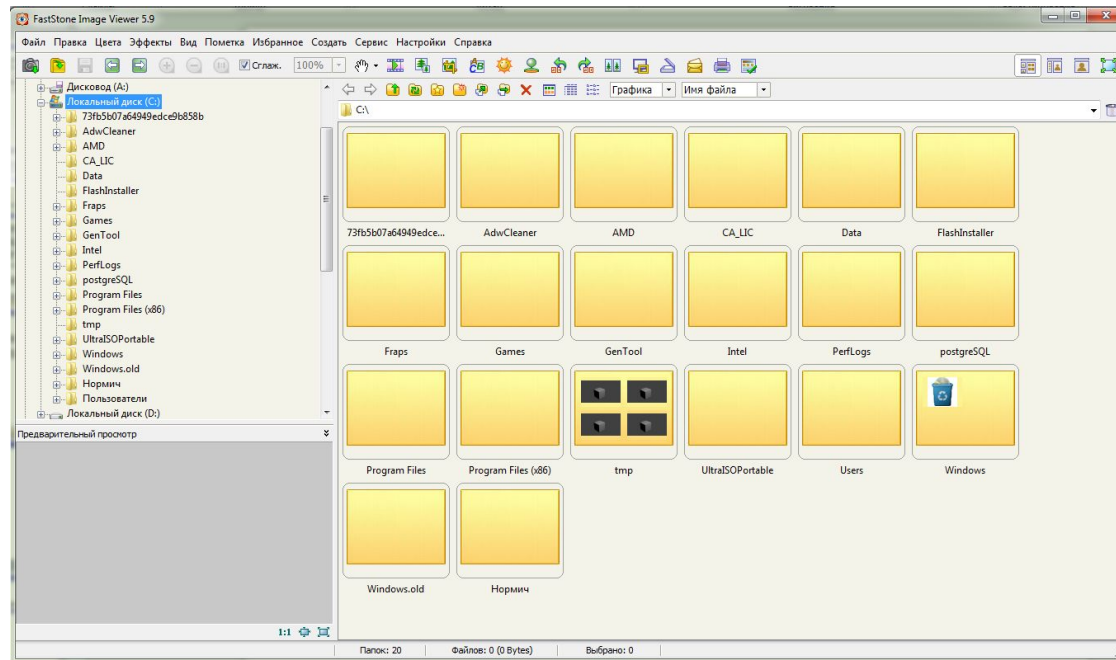 FastStone Image Viewer 5.9
Файл Правка Цвета Эффекты Вид Пометка Избранное Создать Сервис Настройки Справка
Сглаж. 100%
Дисковод (A:)
Локальный диск (C:)
73fb5b07a64949edce9b858b
AdwCleaner
AMD
CA_LIC
Data
FlashInstaller
Fraps
Games
GenTool
Intel
PerfLogs
postgreSQL
Program Files
Program Files (x86)
tmp
UltraISOPortable
Windows
Windows.old
Нормич
Пользователи
Локальный диск (D:)
Предварительный просмотр
1:1
Графика Имя файла
C:\
73fb5b07a64949edce... AdwCleaner AMD CA_LIC Data FlashInstaller
Fraps Games GenTool Intel PerfLogs postgreSQL
Program Files Program Files (x86) tmp UltraISOPortable Users Windows
Windows.old Нормич
Папок: 20 Файлов: 0 (0 Bytes) Выбрано: 0